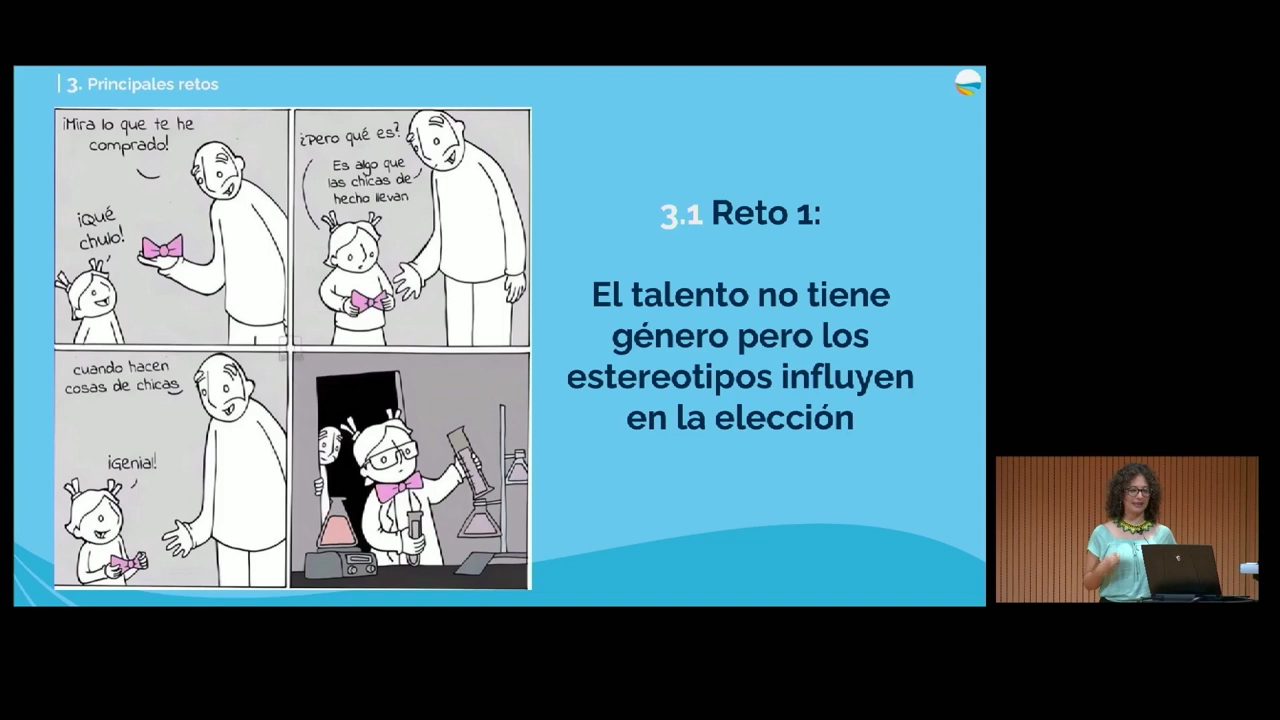 3. Principales retos
¡Mira lo que te he
comprado!
¡Qué
chulo!
¿Pero qué es?
Es algo que
las chicas de
hecho llevan
cuando hacen
cosas de chicas
¡Genial!
3.1 Reto 1:
El talento no tiene
género pero los
estereotipos influyen
en la elección